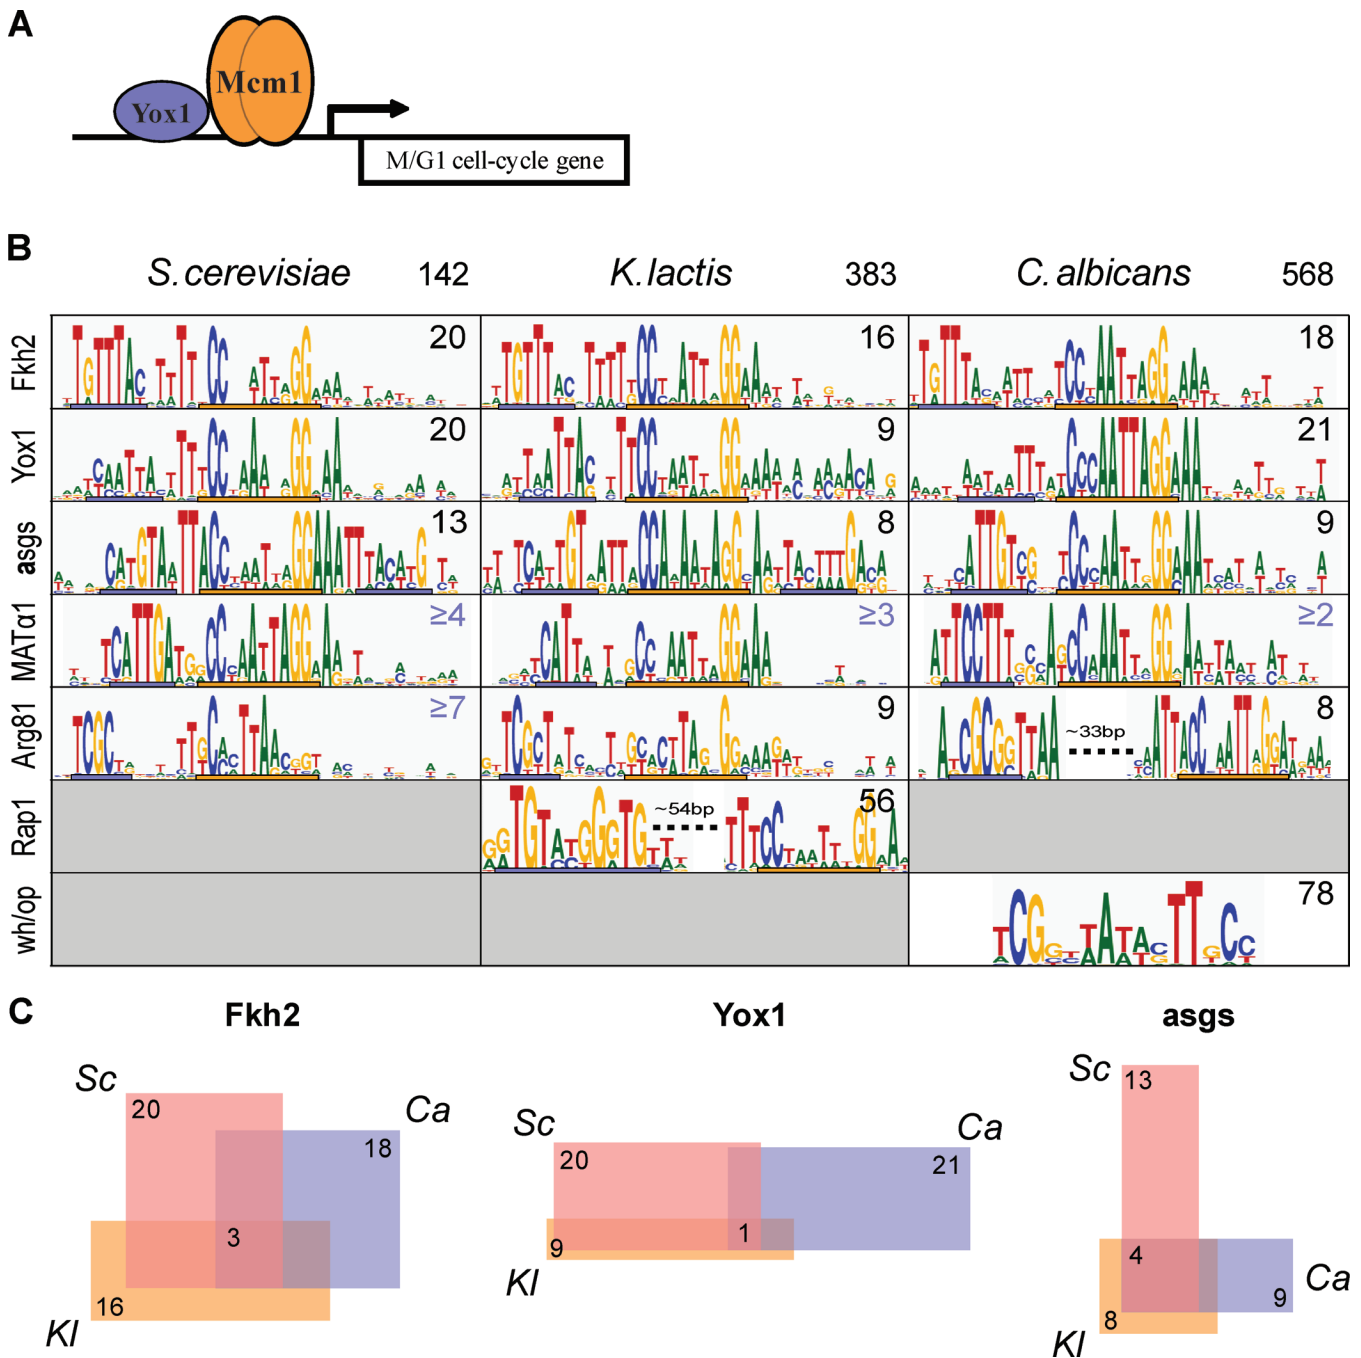 A
Yox1
Mcm1
M/G1 cell-cycle gene
B
S.cerevisiae 142
K.lactis 383
C.albicans 568
Fkh2 20 16 18
Yox1 20 9 21
asgs 13 8 9
MATα1 ≥4 ≥3 ≥2
Arg81 ≥7 9 ~33bp 8
Rap1 ~54bp 56
wh/op 78
C
Fkh2
Sc
20
Ca
18
3
16
Kl
Yox1
Sc
20
Ca
21
1
9
Kl
asgs
Sc
13
4
Ca
9
8
Kl